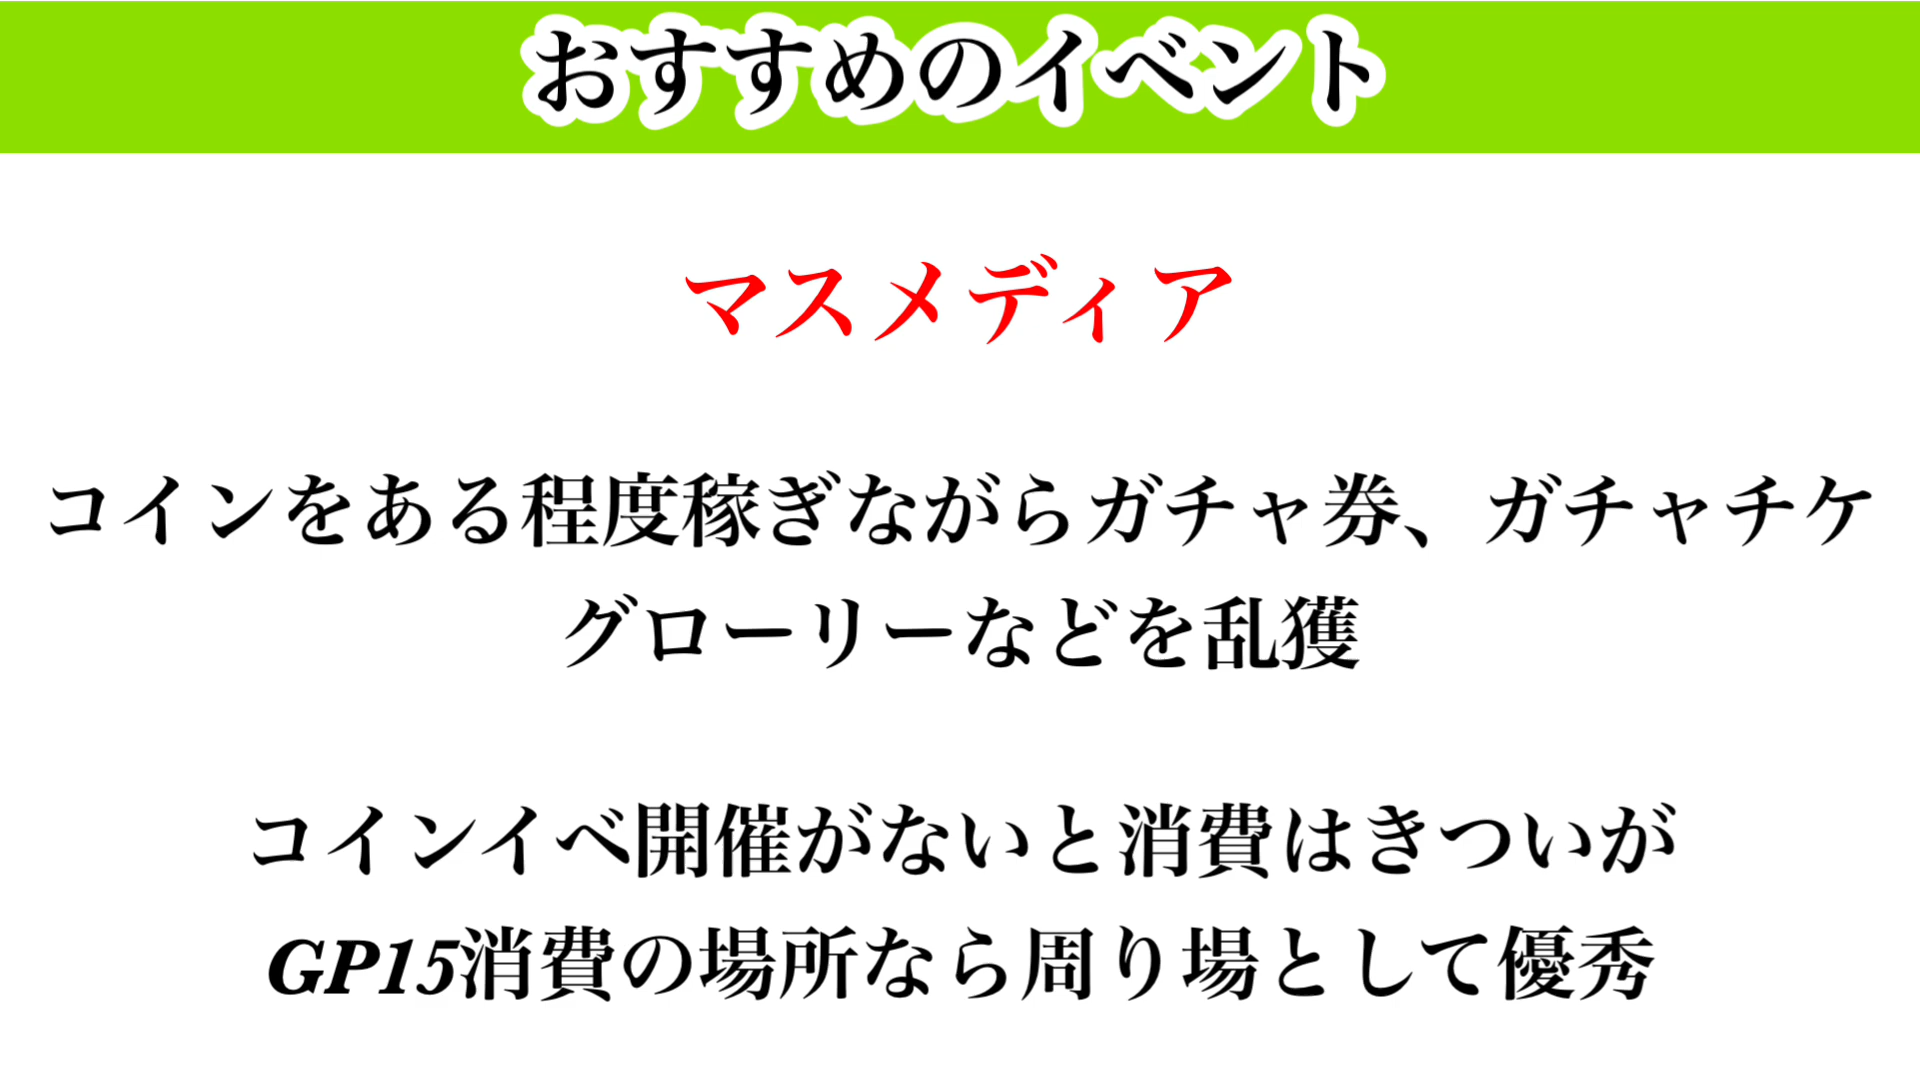 おすすめのイベント
マスメディア
コインをある程度稼ぎながらガチャ券、ガチャチケ
グローリーなどを乱獲
コインイベ開催がないと消費はきついが
GP15消費の場所なら周り場として優秀